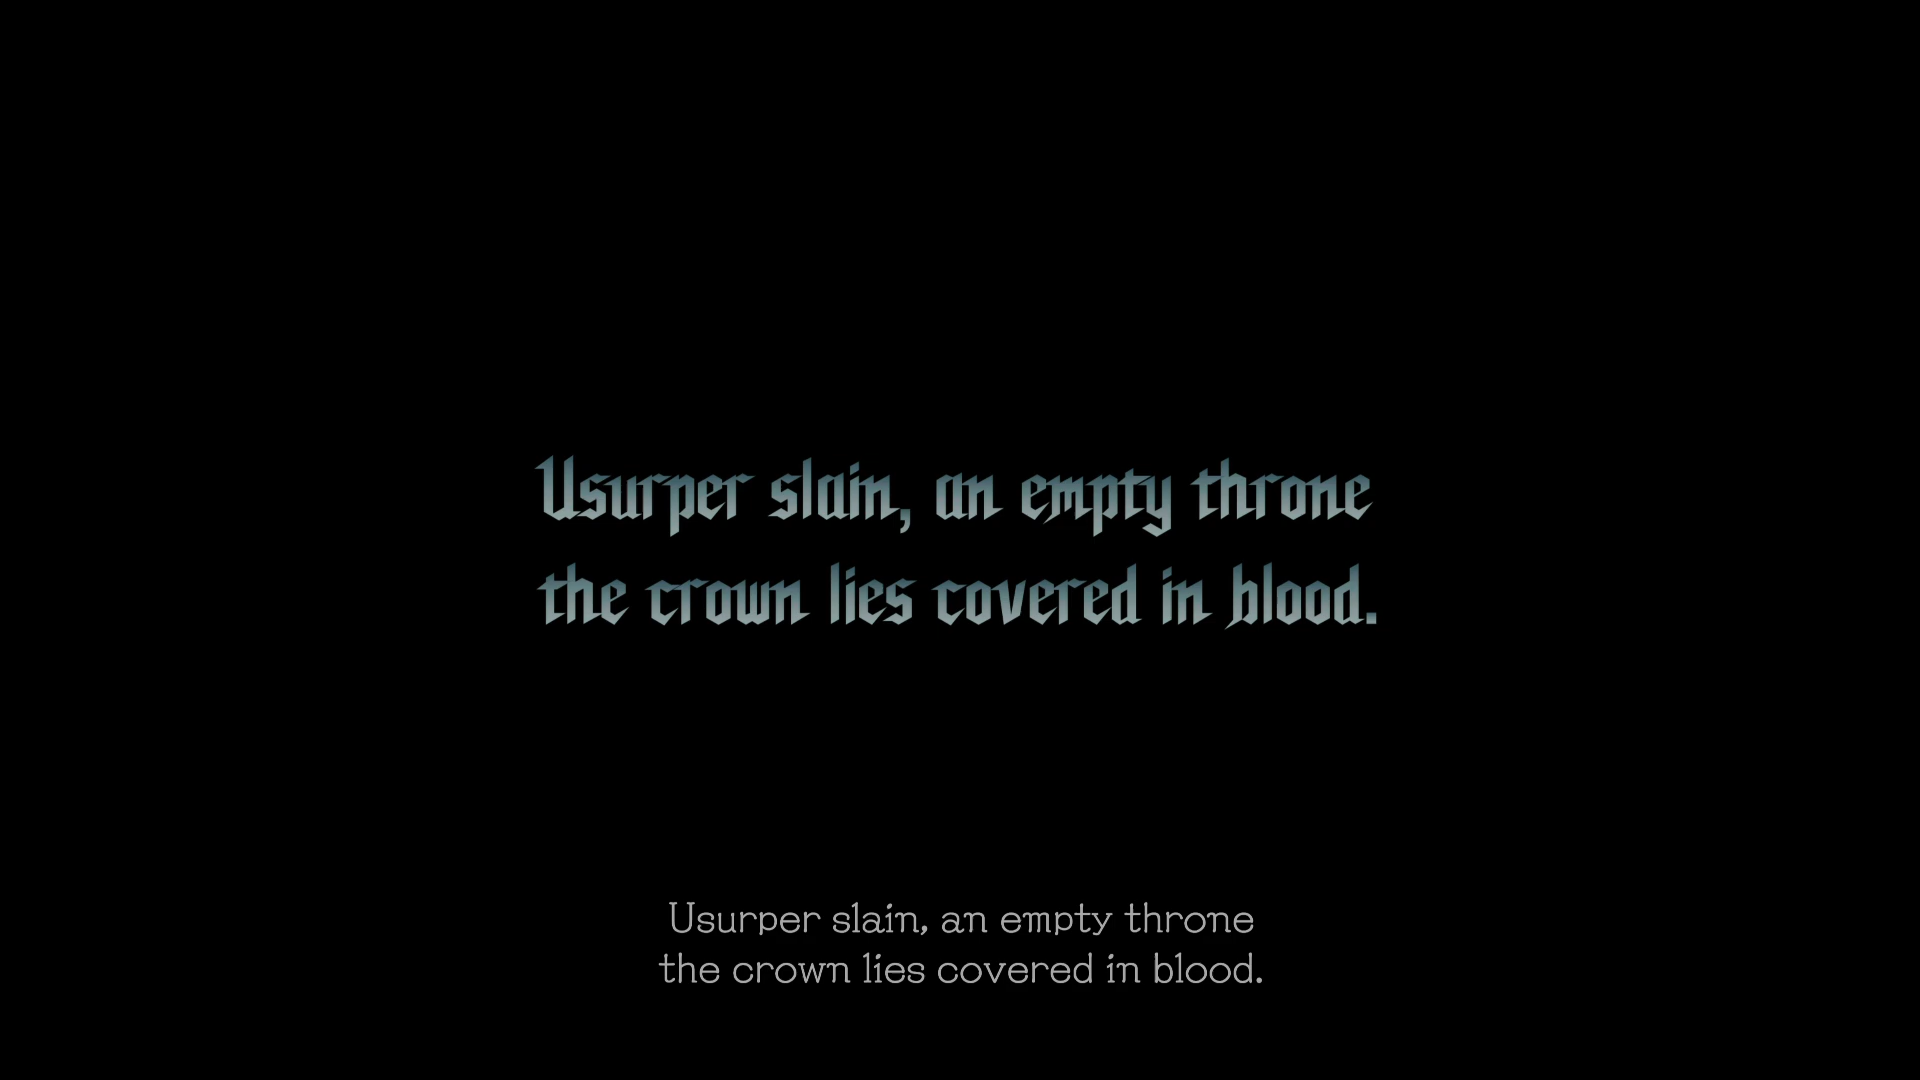 Usurper slain, an empty throne
the crown lies covered in blood.
Usurper slain, an empty throne
the crown lies covered in blood.